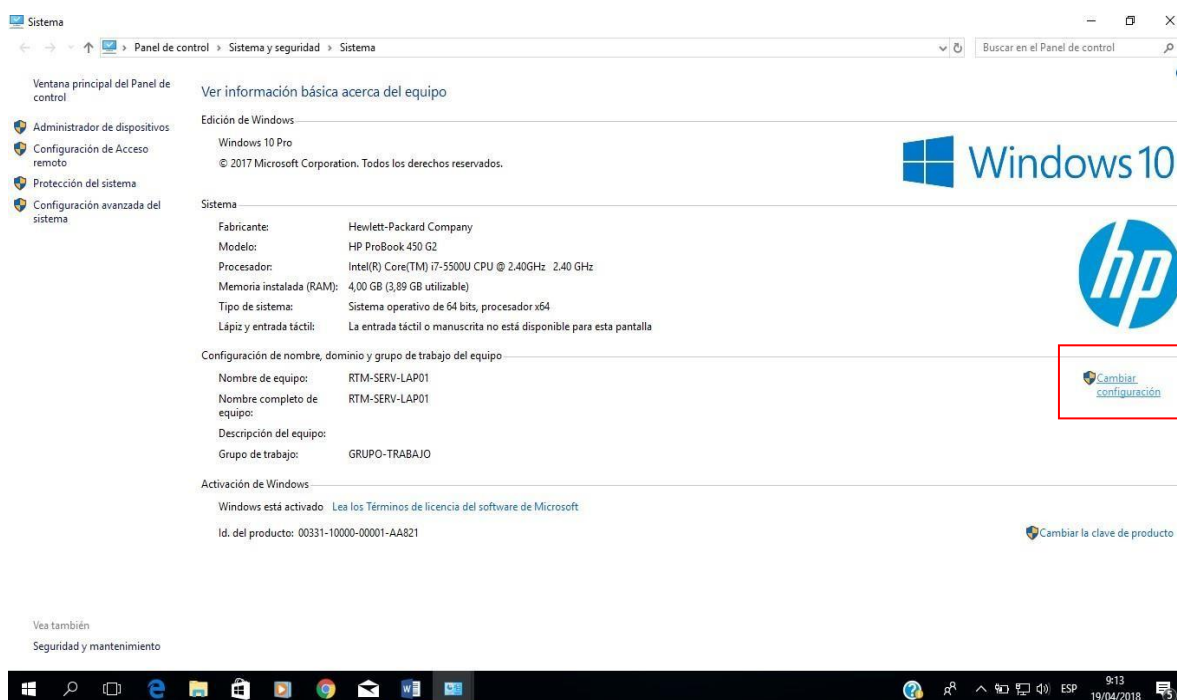 Sistema
Panel de control › Sistema y seguridad › Sistema
Buscar en el Panel de control
Ventana principal del Panel de
control
Administrador de dispositivos
Configuración de Acceso
remoto
Protección del sistema
Configuración avanzada del
sistema
Ver información básica acerca del equipo
Edición de Windows
Windows 10 Pro
© 2017 Microsoft Corporation. Todos los derechos reservados.
Windows 10
Sistema
Fabricante: Hewlett-Packard Company
Modelo: HP ProBook 450 G2
Procesador: Intel(R) Core(TM) i7-5500U CPU @ 2.40GHz 2.40 GHz
Memoria instalada (RAM): 4,00 GB (3,89 GB utilizable)
Tipo de sistema: Sistema operativo de 64 bits, procesador x64
Lápiz y entrada táctil: La entrada táctil o manuscrita no está disponible para esta pantalla
hp
Configuración de nombre, dominio y grupo de trabajo del equipo
Nombre de equipo: RTM-SERV-LAP01
Cambiar
configuración
Nombre completo de
equipo: RTM-SERV-LAP01
Descripción del equipo:
Grupo de trabajo: GRUPO-TRABAJO
Activación de Windows
Windows está activado Lea los Términos de licencia del software de Microsoft
Id. del producto: 00331-10000-00001-AA821
Cambiar la clave de producto
Vea también
Seguridad y mantenimiento
ESP
9:13
19/04/2018